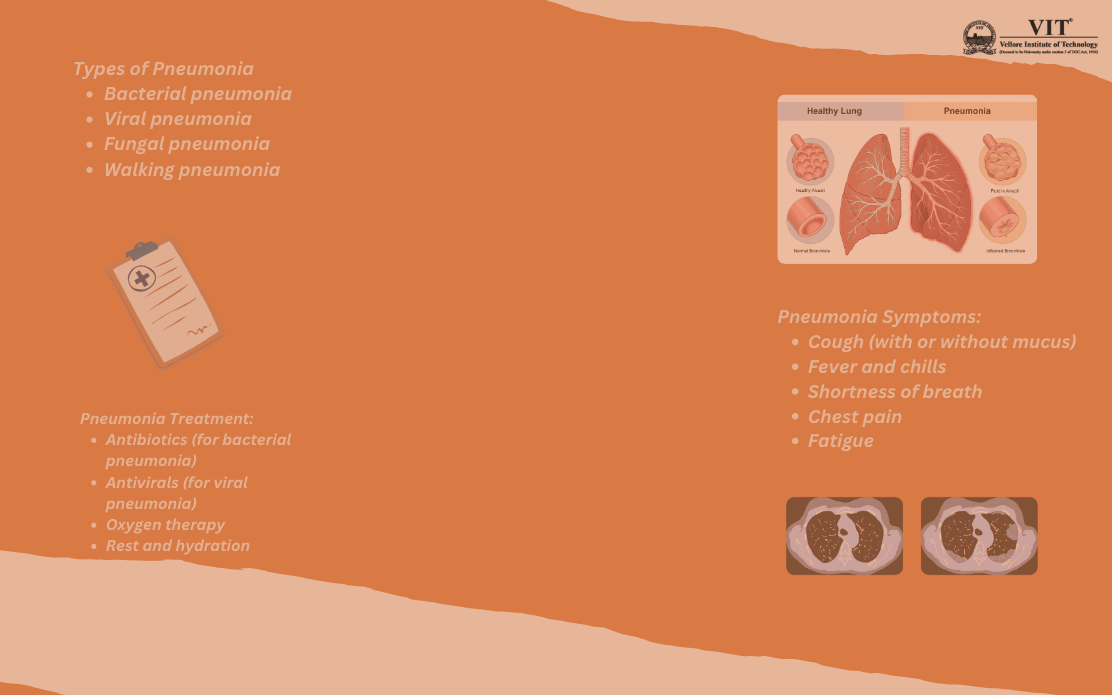 VIT®
Vellore Institute of Technology
(Deemed to be University under section 3 of UGC Act, 1956)
Types of Pneumonia
• Bacterial pneumonia
• Viral pneumonia
• Fungal pneumonia
• Walking pneumonia
Healthy Lung
Pneumonia
Healthy Alveoli
Fluid in Alveoli
Normal Bronchiole
Inflamed Bronchiole
Pneumonia Symptoms:
• Cough (with or without mucus)
• Fever and chills
• Shortness of breath
• Chest pain
• Fatigue
Pneumonia Treatment:
• Antibiotics (for bacterial
pneumonia)
• Antivirals (for viral
pneumonia)
• Oxygen therapy
• Rest and hydration